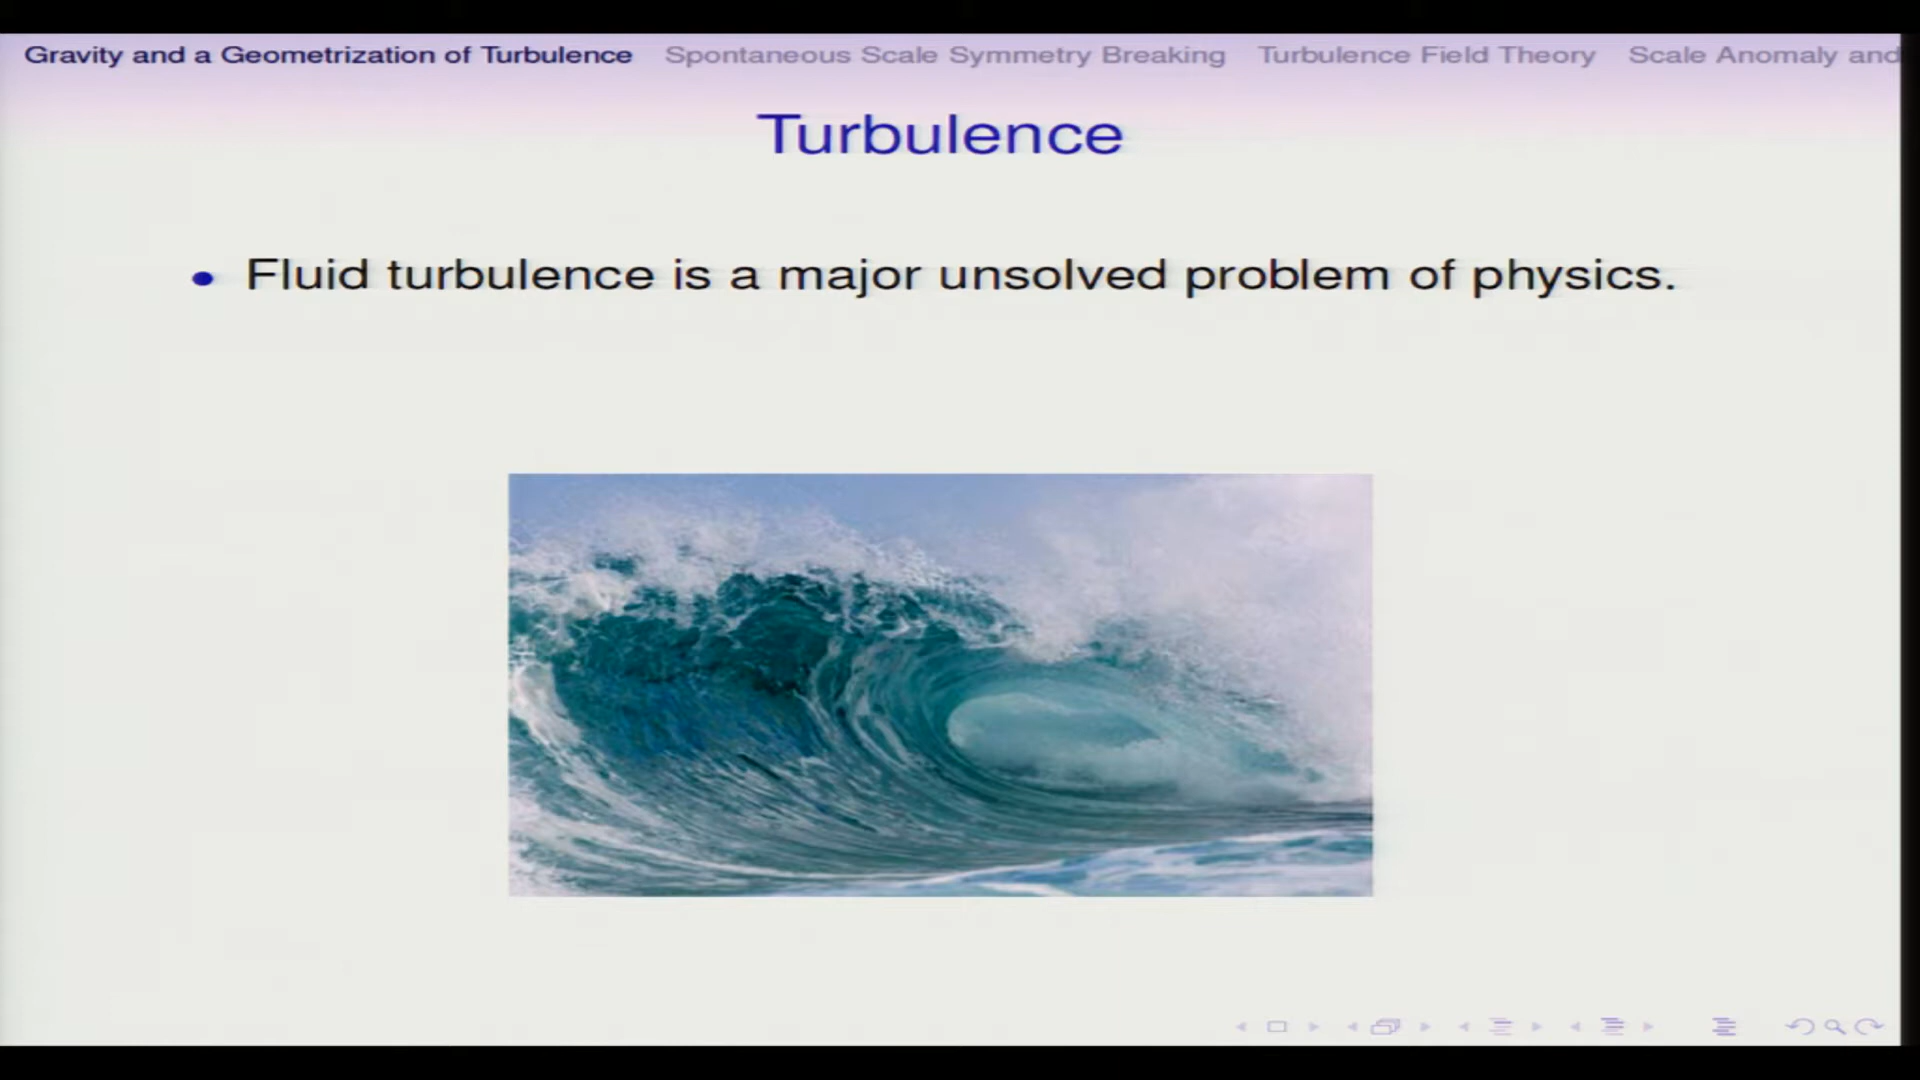 Gravity and a Geometrization of Turbulence Spontaneous Scale Symmetry Breaking Turbulence Field Theory Scale Anomaly and
Turbulence
• Fluid turbulence is a major unsolved problem of physics.